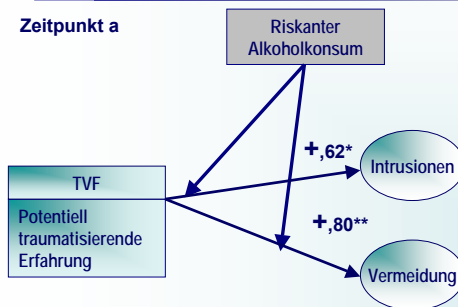 Zeitpunkt a
Riskanter
Alkoholkonsum
+,62*
Intrusionen
TVF
Potentiell
traumatisierende
Erfahrung
+,80**
Vermeidung